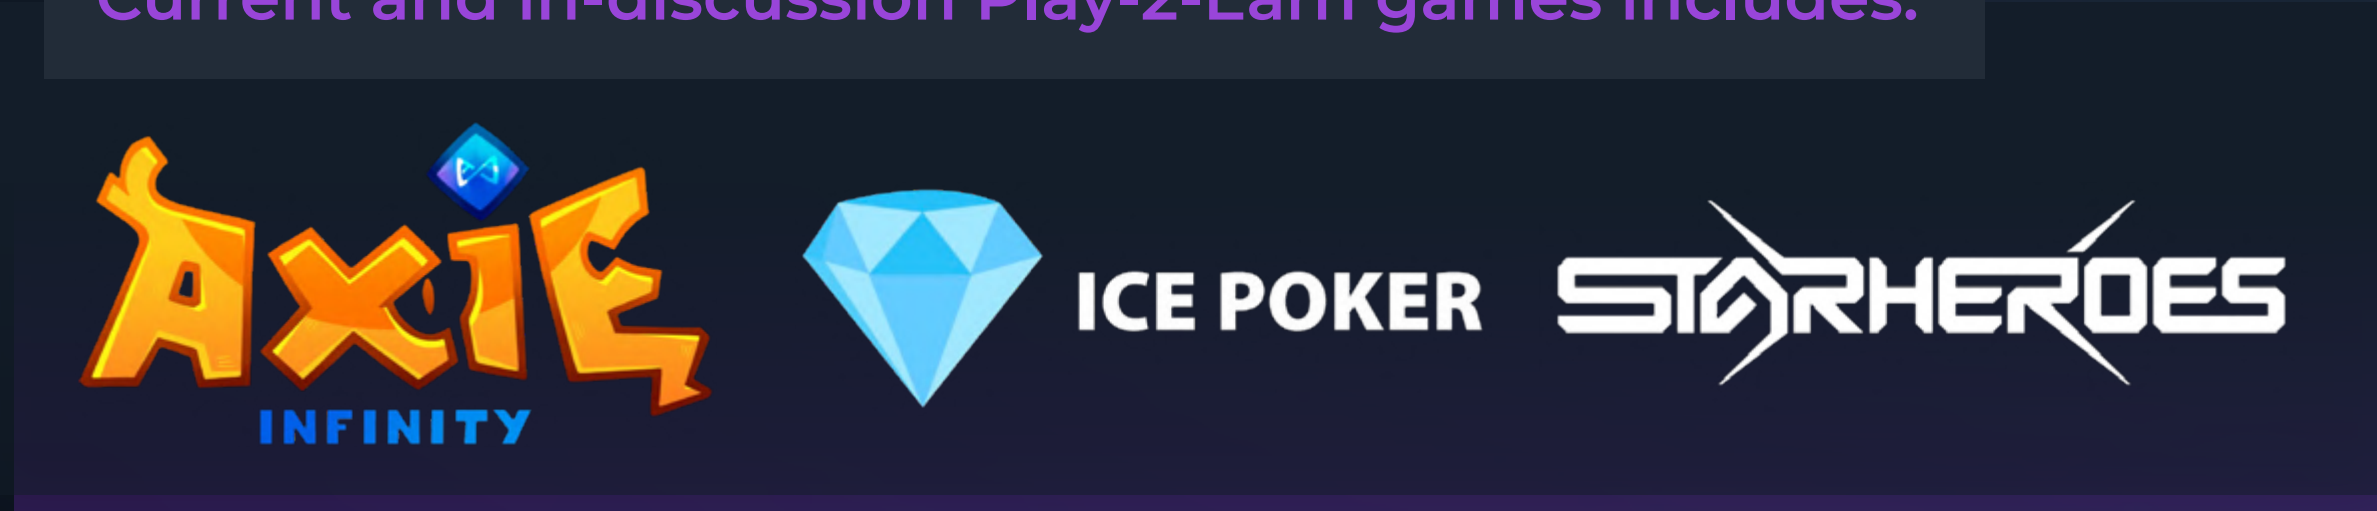 Current and in-discussion Play-2-Earn games includes:
AXIE
INFINITY
ICE POKER
STARHEROES